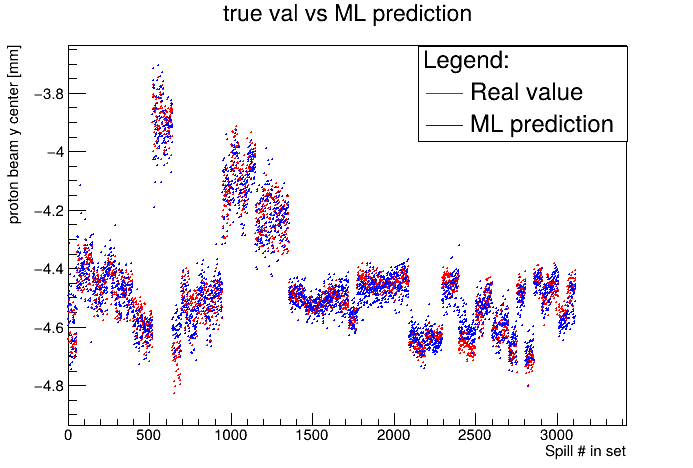 true val vs ML prediction
Legend:
Real value
ML prediction
proton beam y center [mm]
−3.8
−4
−4.2
−4.4
−4.6
−4.8
0 500 1000 1500 2000 2500 3000
Spill # in set